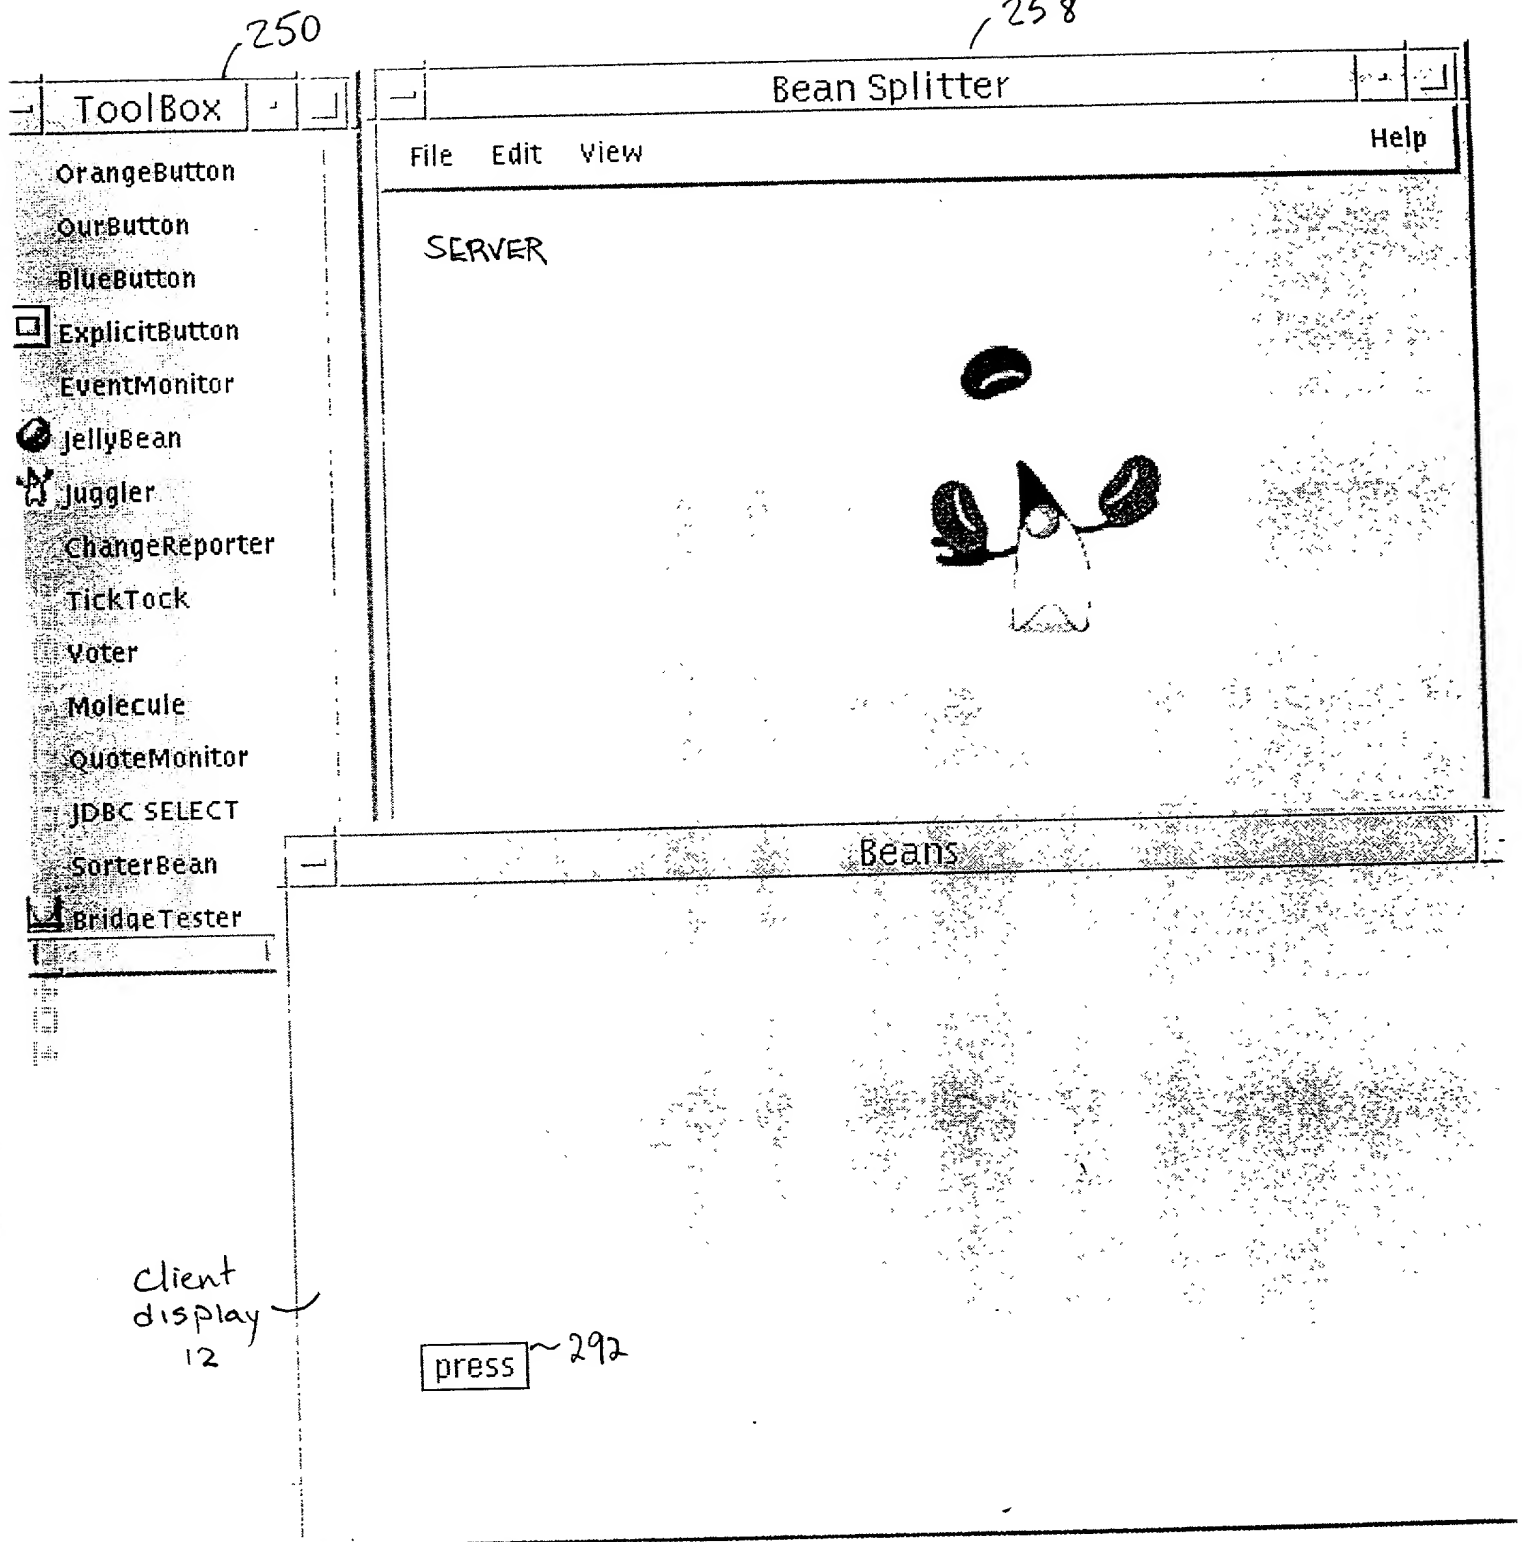 250
258
ToolBox
Bean Splitter
File Edit View Help
OrangeButton
OurButton
BlueButton
ExplicitButton
EventMonitor
JellyBean
Juggler
ChangeReporter
TickTock
Voter
Molecule
QuoteMonitor
JDBC SELECT
SorterBean
BridgeTester
SERVER
Beans
Client
display
12
press
292